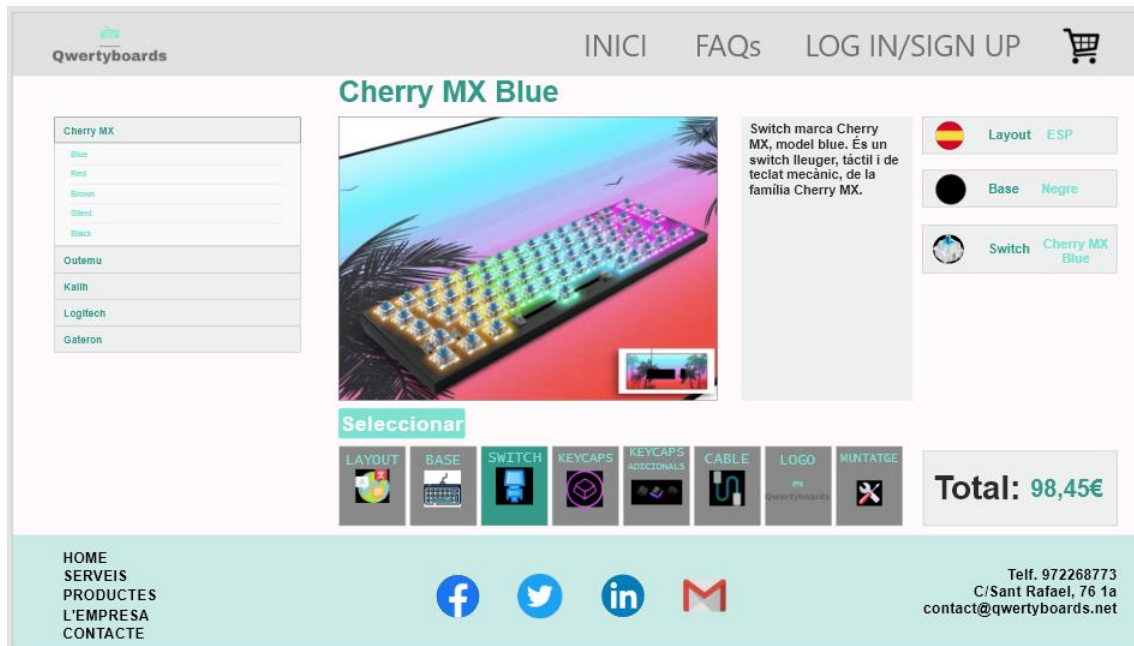 Qwertyboards
INICI FAQs LOG IN/SIGN UP
Cherry MX Blue
Cherry MX
Blue
Red
Brown
Silent
Black
Outemu
Kalih
Logitech
Gateron
Switch marca Cherry
MX, model blue. És un
switch lleuger, táctil i de
teclat mecànic, de la
família Cherry MX.
Layout ESP
Base Negre
Switch Cherry MX
Blue
Seleccionar
LAYOUT
BASE
SWITCH
KEYCAPS
KEYCAPS
ADICIONALS
CABLE
LOGO
Qwertyboards
MUNTATGE
Total: 98,45€
HOME
SERVEIS
PRODUCTES
L'EMPRESA
CONTACTE
Telf. 972268773
C/Sant Rafael, 76 1a
contact@qwertyboards.net